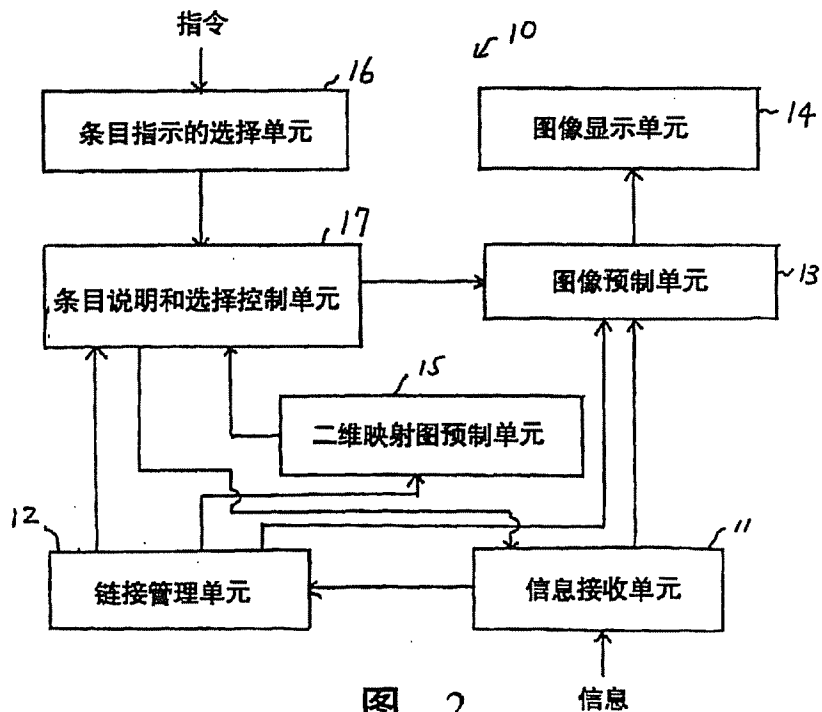 指令
10
16
条目指示的选择单元
图像显示单元
14
17
条目说明和选择控制单元
图像预制单元
13
15
二维映射图预制单元
12
链接管理单元
11
信息接收单元
信息
图 2